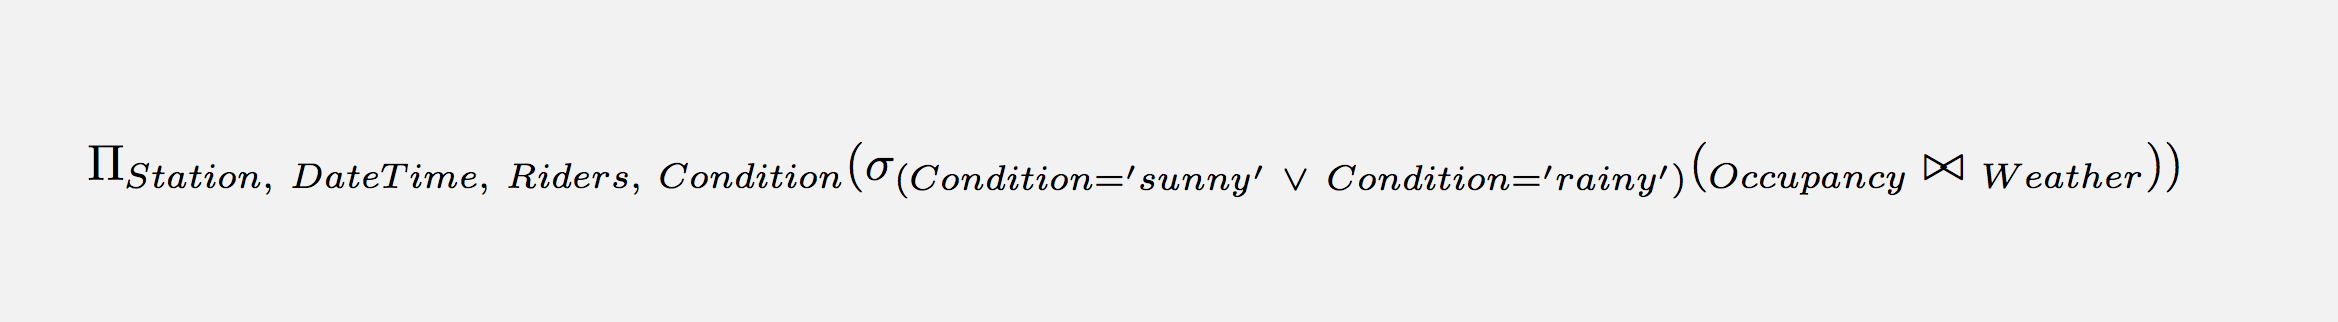 Π_{Station, DateTime, Riders, Condition}(σ_{(Condition='sunny' ∨ Condition='rainy')}(_{Occupancy} ⋈ _{Weather}))